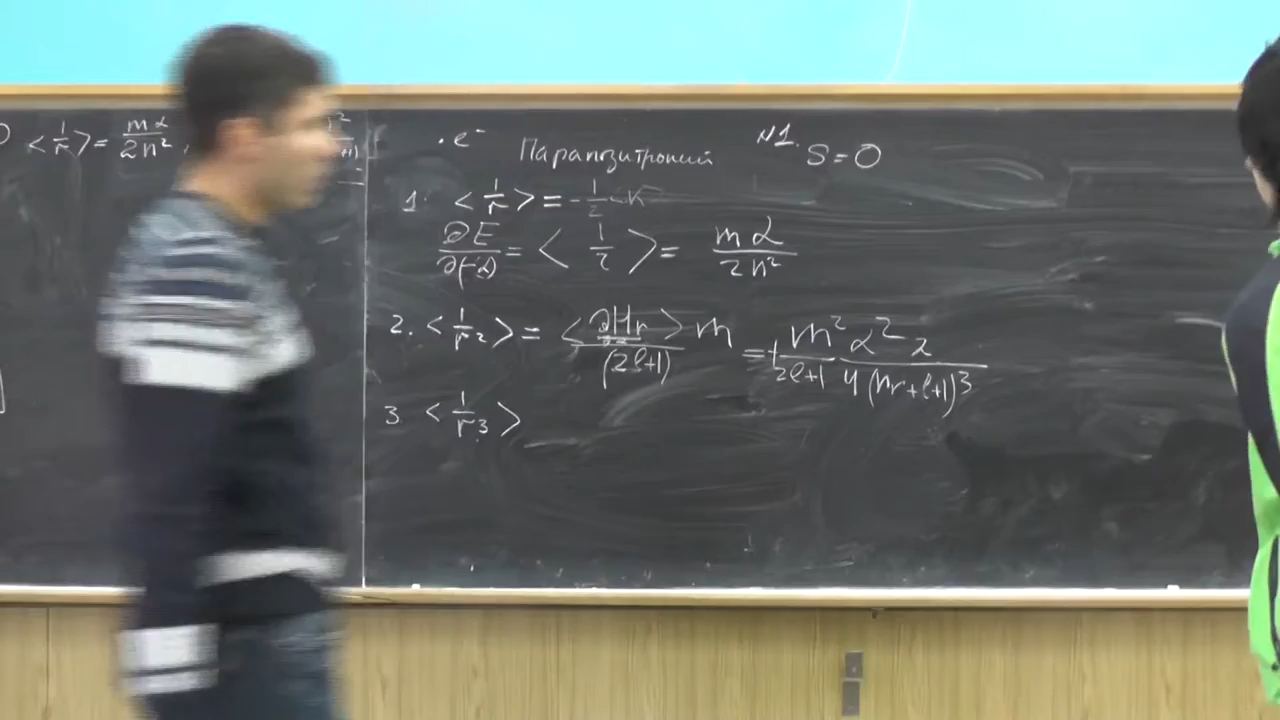 <1/r> = mα/2n²,
· e⁻ Парапозитроний №1. S = 0
1. <1/r> = -1/2
∂E/∂(-α) = <1/r> = mα/2n²
2. <1/r²> = <∂Hr/∂l> m/(2l+1) = + 1/(2l+1) m²α² 2/4(nr+l+1)³
3 <1/r³>